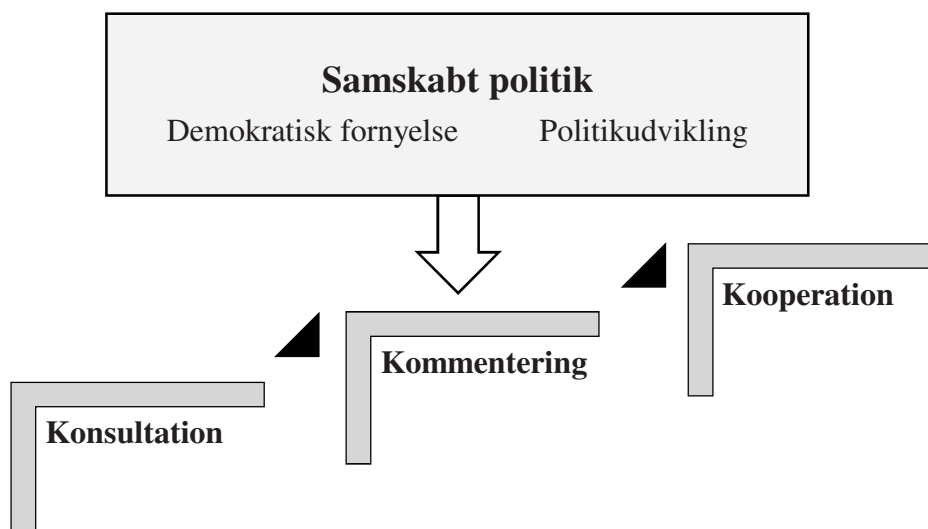 Samskabt politik
Demokratisk fornyelse Politikudvikling
Kooperation
Kommentering
Konsultation